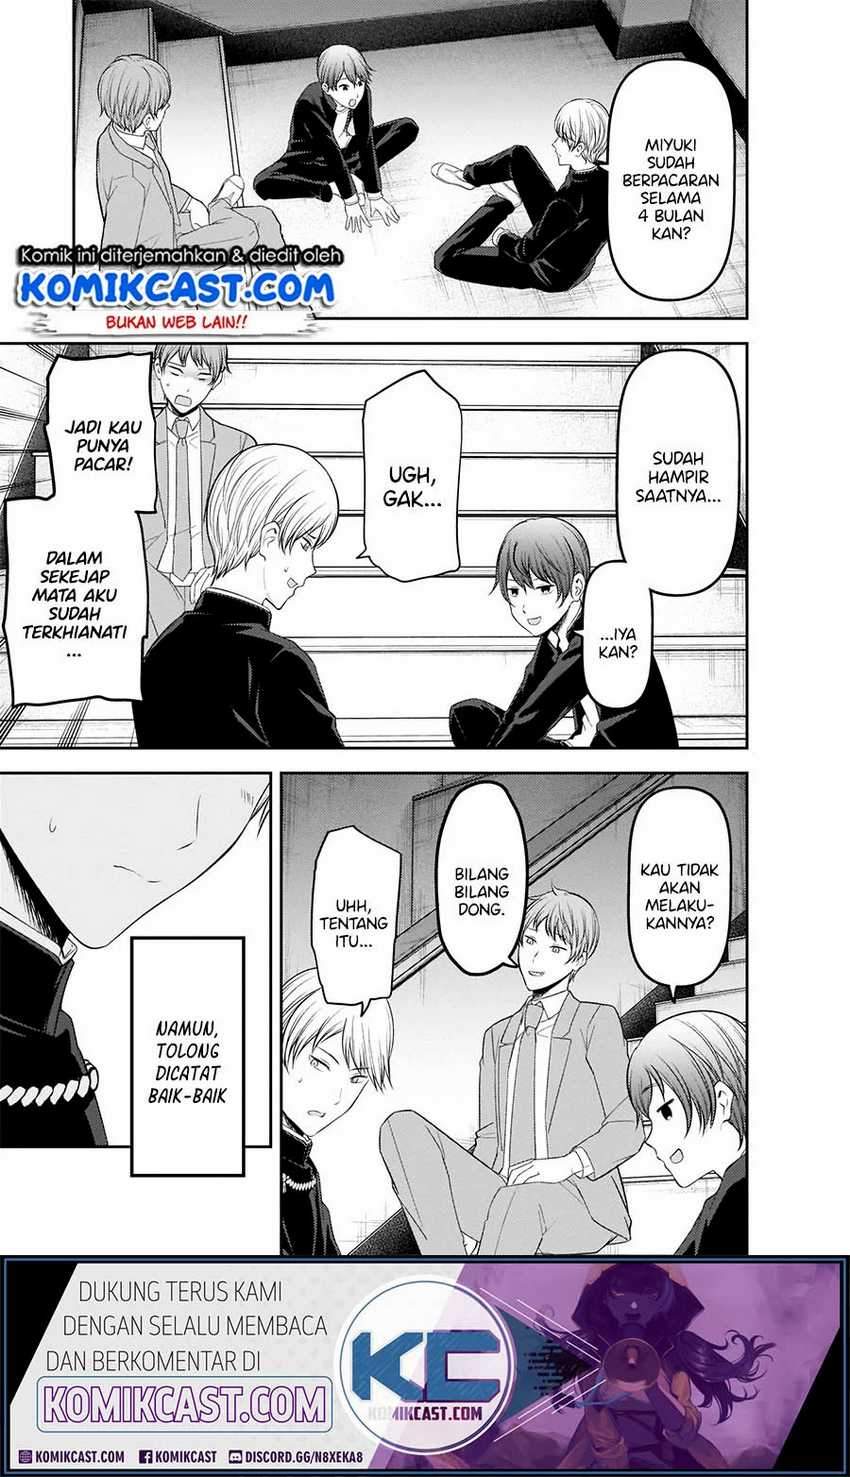 MIYUKI
SUDAH
BERPACARAN
SELAMA
4 BULAN
KAN?
Komik ini diterjemahkan & diedit oleh
KOMIKCAST.COM
BUKAN WEB LAIN!!
SUDAH
HAMPIR
SAATNYA...
...IYA
KAN?
UGH,
GAK...
JADI KAU
PUNYA
PACAR!
DALAM
SEKEJAP
MATA AKU
SUDAH
TERKHIANATI
...
KAU TIDAK
AKAN
MELAKU-
KANNYA?
BILANG
BILANG
DONG.
UHH,
TENTANG
ITU...
NAMUN,
TOLONG
DICATAT
BAIK-BAIK
DUKUNG TERUS KAMI
DENGAN SELALU MEMBACA
DAN BERKOMENTAR DI
KOMIKCAST.COM
KC
KOMIKCAST.COM
KOMIKCAST.COM KOMIKCAST DISCORD.GG/N8XEKA8